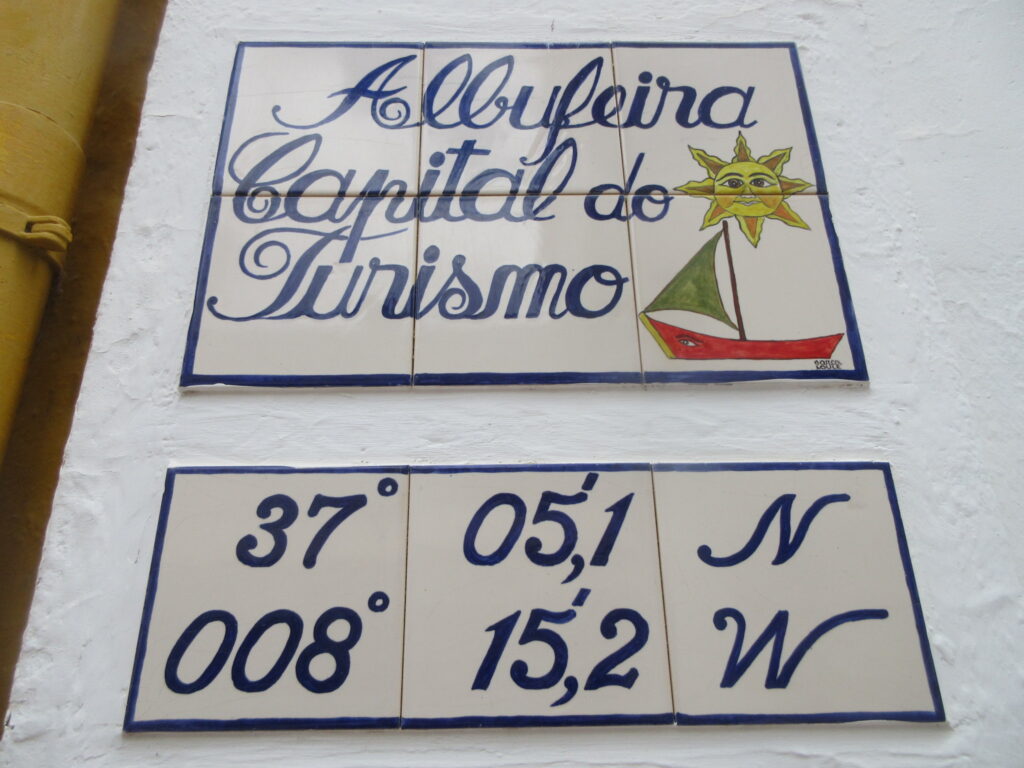 Albufeira
Capital do
Turismo
37° 05',1 N
008° 15',2 W